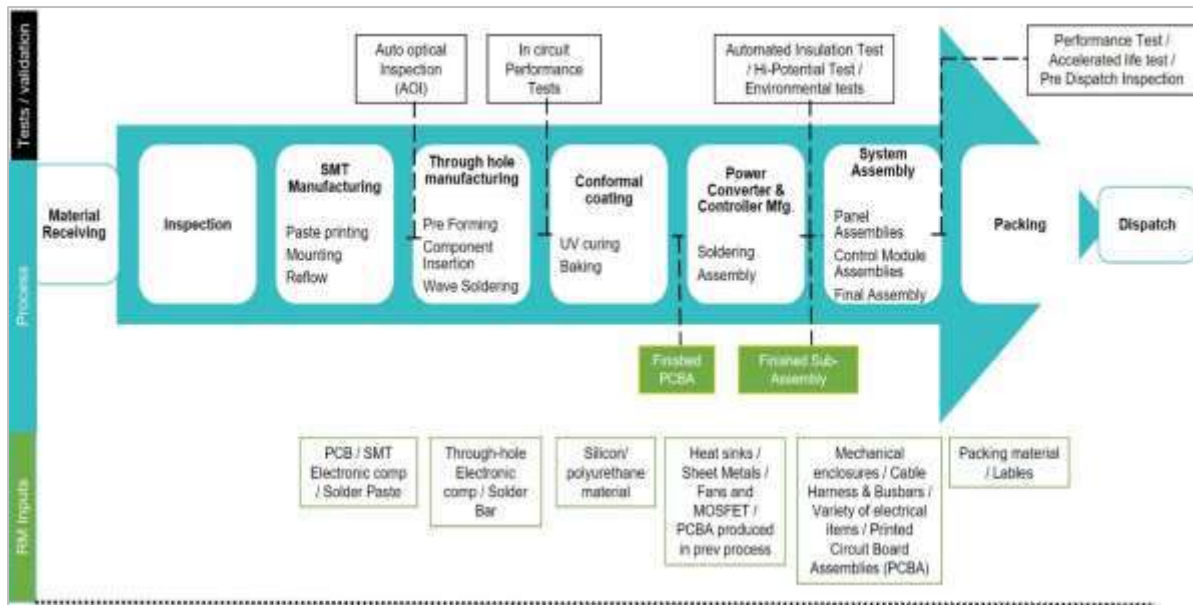 Tests / validation
Auto optical
Inspection
(AOI)
In circuit
Performance
Tests
Automated Insulation Test
/ Hi-Potential Test /
Environmental tests
Performance Test /
Accelerated life test /
Pre Dispatch Inspection
Process
Material
Receiving
Inspection
SMT
Manufacturing
Paste printing
Mounting
Reflow
Through hole
manufacturing
Pre Forming
Component
Insertion
Wave Soldering
Conformal
coating
UV curing
Baking
Power
Converter &
Controller Mfg.
Soldering
Assembly
System
Assembly
Panel
Assemblies
Control Module
Assemblies
Final Assembly
Packing
Dispatch
Finished
PCBA
Finished Sub-
Assembly
RM Inputs
PCB / SMT
Electronic comp
/ Solder Paste
Through-hole
Electronic
comp / Solder
Bar
Silicon/
polyurethane
material
Heat sinks /
Sheet Metals /
Fans and
MOSFET /
PCBA produced
in prev process
Mechanical
enclosures / Cable
Harness & Busbars /
Variety of electrical
items / Printed
Circuit Board
Assemblies (PCBA)
Packing material
/ Lables